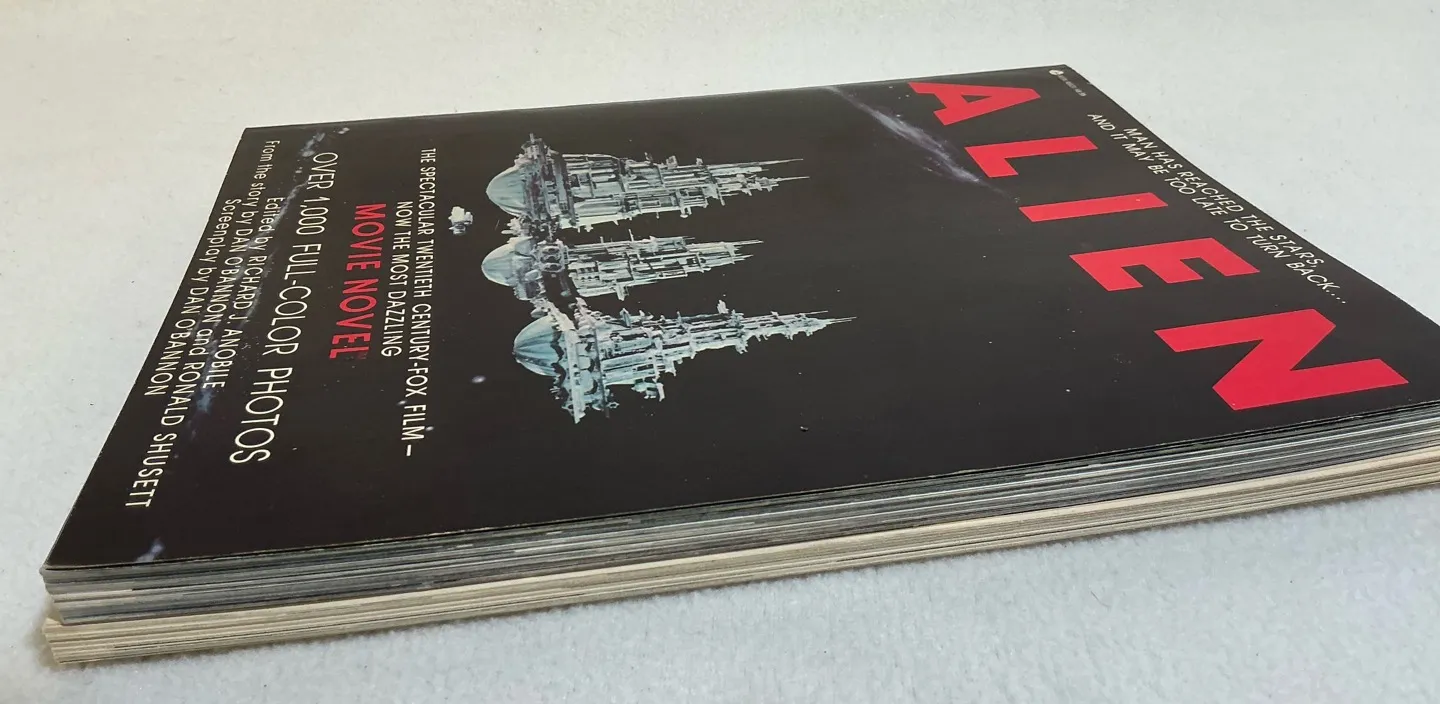 MAN HAS REACHED THE STARS,
AND IT MAY BE TOO LATE TO TURN BACK...
ALIEN
THE SPECTACULAR TWENTIETH CENTURY-FOX FILM–
NOW THE MOST DAZZLING
MOVIE NOVEL
OVER 1,000 FULL-COLOR PHOTOS
Edited by RICHARD J. ANOBILE
From the story by DAN O'BANNON and RONALD SHUSETT
Screenplay by DAN O'BANNON